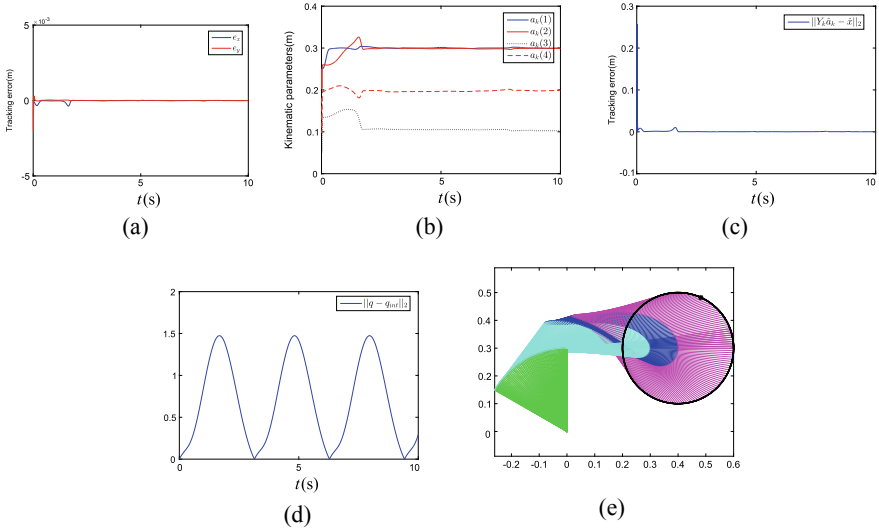 ×10⁻³
5
0
-5
Tracking error(m)
e_x
e_y
0 5 10
t(s)
(a)
0.4
0.3
0.2
0.1
0
Kinematic parameters(m)
a_k(1)
a_k(2)
a_k(3)
a_k(4)
0 5 10
t(s)
(b)
0.3
0.2
0.1
0
-0.1
Tracking error(m)
||Y_k â_k − ẋ||₂
0 5 10
t(s)
(c)
2
1.5
1
0.5
0
||q − q_int||₂
0 5 10
t(s)
(d)
0.5
0.4
0.3
0.2
0.1
0
-0.2 -0.1 0 0.1 0.2 0.3 0.4 0.5 0.6
(e)